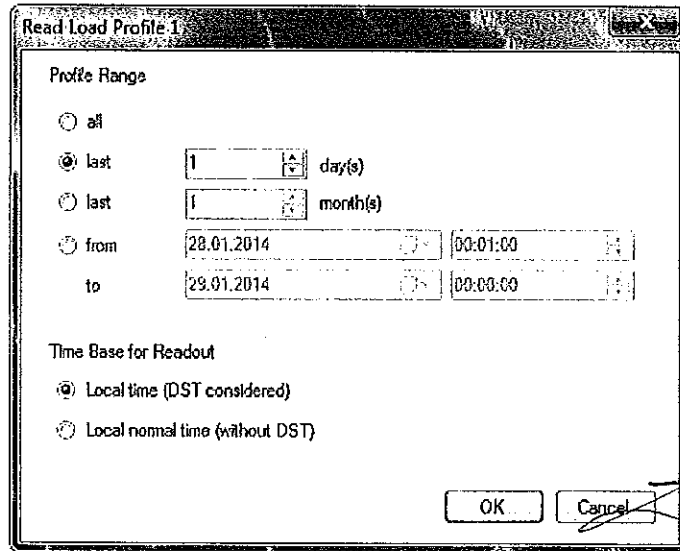 Read Load Profile 1
Profile Range
all
last 1 day(s)
last 1 month(s)
from 28.01.2014 00:01:00
to 29.01.2014 00:00:00
Time Base for Readout
Local time (DST considered)
Local normal time (without DST)
OK Cancel